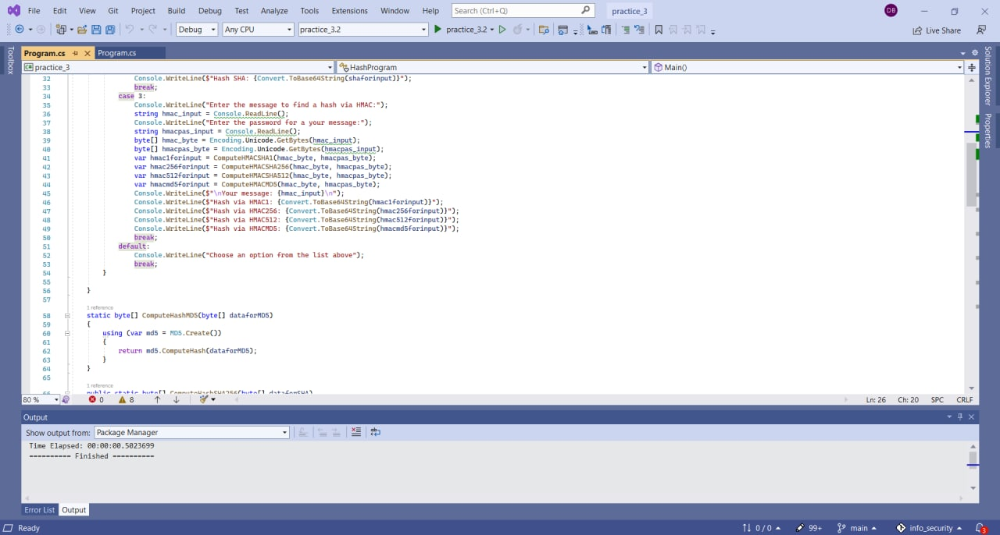 File Edit View Git Project Build Debug Test Analyze Tools Extensions Window Help Search (Ctrl+Q) practice_3 DB
Debug Any CPU practice_3.2 practice_3.2 Live Share
Toolbox
Program.cs Program.cs
practice_3 HashProgram Main()
32 Console.WriteLine($"Hash SHA: {Convert.ToBase64String(shaforinput)}");
33 break;
34 case 3:
35 Console.WriteLine("Enter the message to find a hash via HMAC:");
36 string hmac_input = Console.ReadLine();
37 Console.WriteLine("Enter the password for a your message:");
38 string hmacpas_input = Console.ReadLine();
39 byte[] hmac_byte = Encoding.Unicode.GetBytes(hmac_input);
40 byte[] hmacpas_byte = Encoding.Unicode.GetBytes(hmacpas_input);
41 var hmac1forinput = ComputeHMACSHA1(hmac_byte, hmacpas_byte);
42 var hmac256forinput = ComputeHMACSHA256(hmac_byte, hmacpas_byte);
43 var hmac512forinput = ComputeHMACSHA512(hmac_byte, hmacpas_byte);
44 var hmacmd5forinput = ComputeHMACMD5(hmac_byte, hmacpas_byte);
45 Console.WriteLine($"\nYour message: {hmac_input}\n");
46 Console.WriteLine($"Hash via HMAC1: {Convert.ToBase64String(hmac1forinput)}");
47 Console.WriteLine($"Hash via HMAC256: {Convert.ToBase64String(hmac256forinput)}");
48 Console.WriteLine($"Hash via HMAC512: {Convert.ToBase64String(hmac512forinput)}");
49 Console.WriteLine($"Hash via HMACMD5: {Convert.ToBase64String(hmacmd5forinput)}");
50 break;
51 default:
52 Console.WriteLine("Choose an option from the list above");
53 break;
54 }
55
56 }
57
1 reference
58 static byte[] ComputeHashMD5(byte[] dataforMD5)
59 {
60 using (var md5 = MD5.Create())
61 {
62 return md5.ComputeHash(dataforMD5);
63 }
64 }
65
1 reference
66 public static byte[] ComputeHashSHA256(byte[] dataforSHA)
Solution Explorer
Properties
80 % 0 8 Ln: 26 Ch: 20 SPC CRLF
Output
Show output from: Package Manager
Time Elapsed: 00:00:00.5023699
========== Finished ==========
Error List Output
Ready 0 / 0 99+ main info_security 3